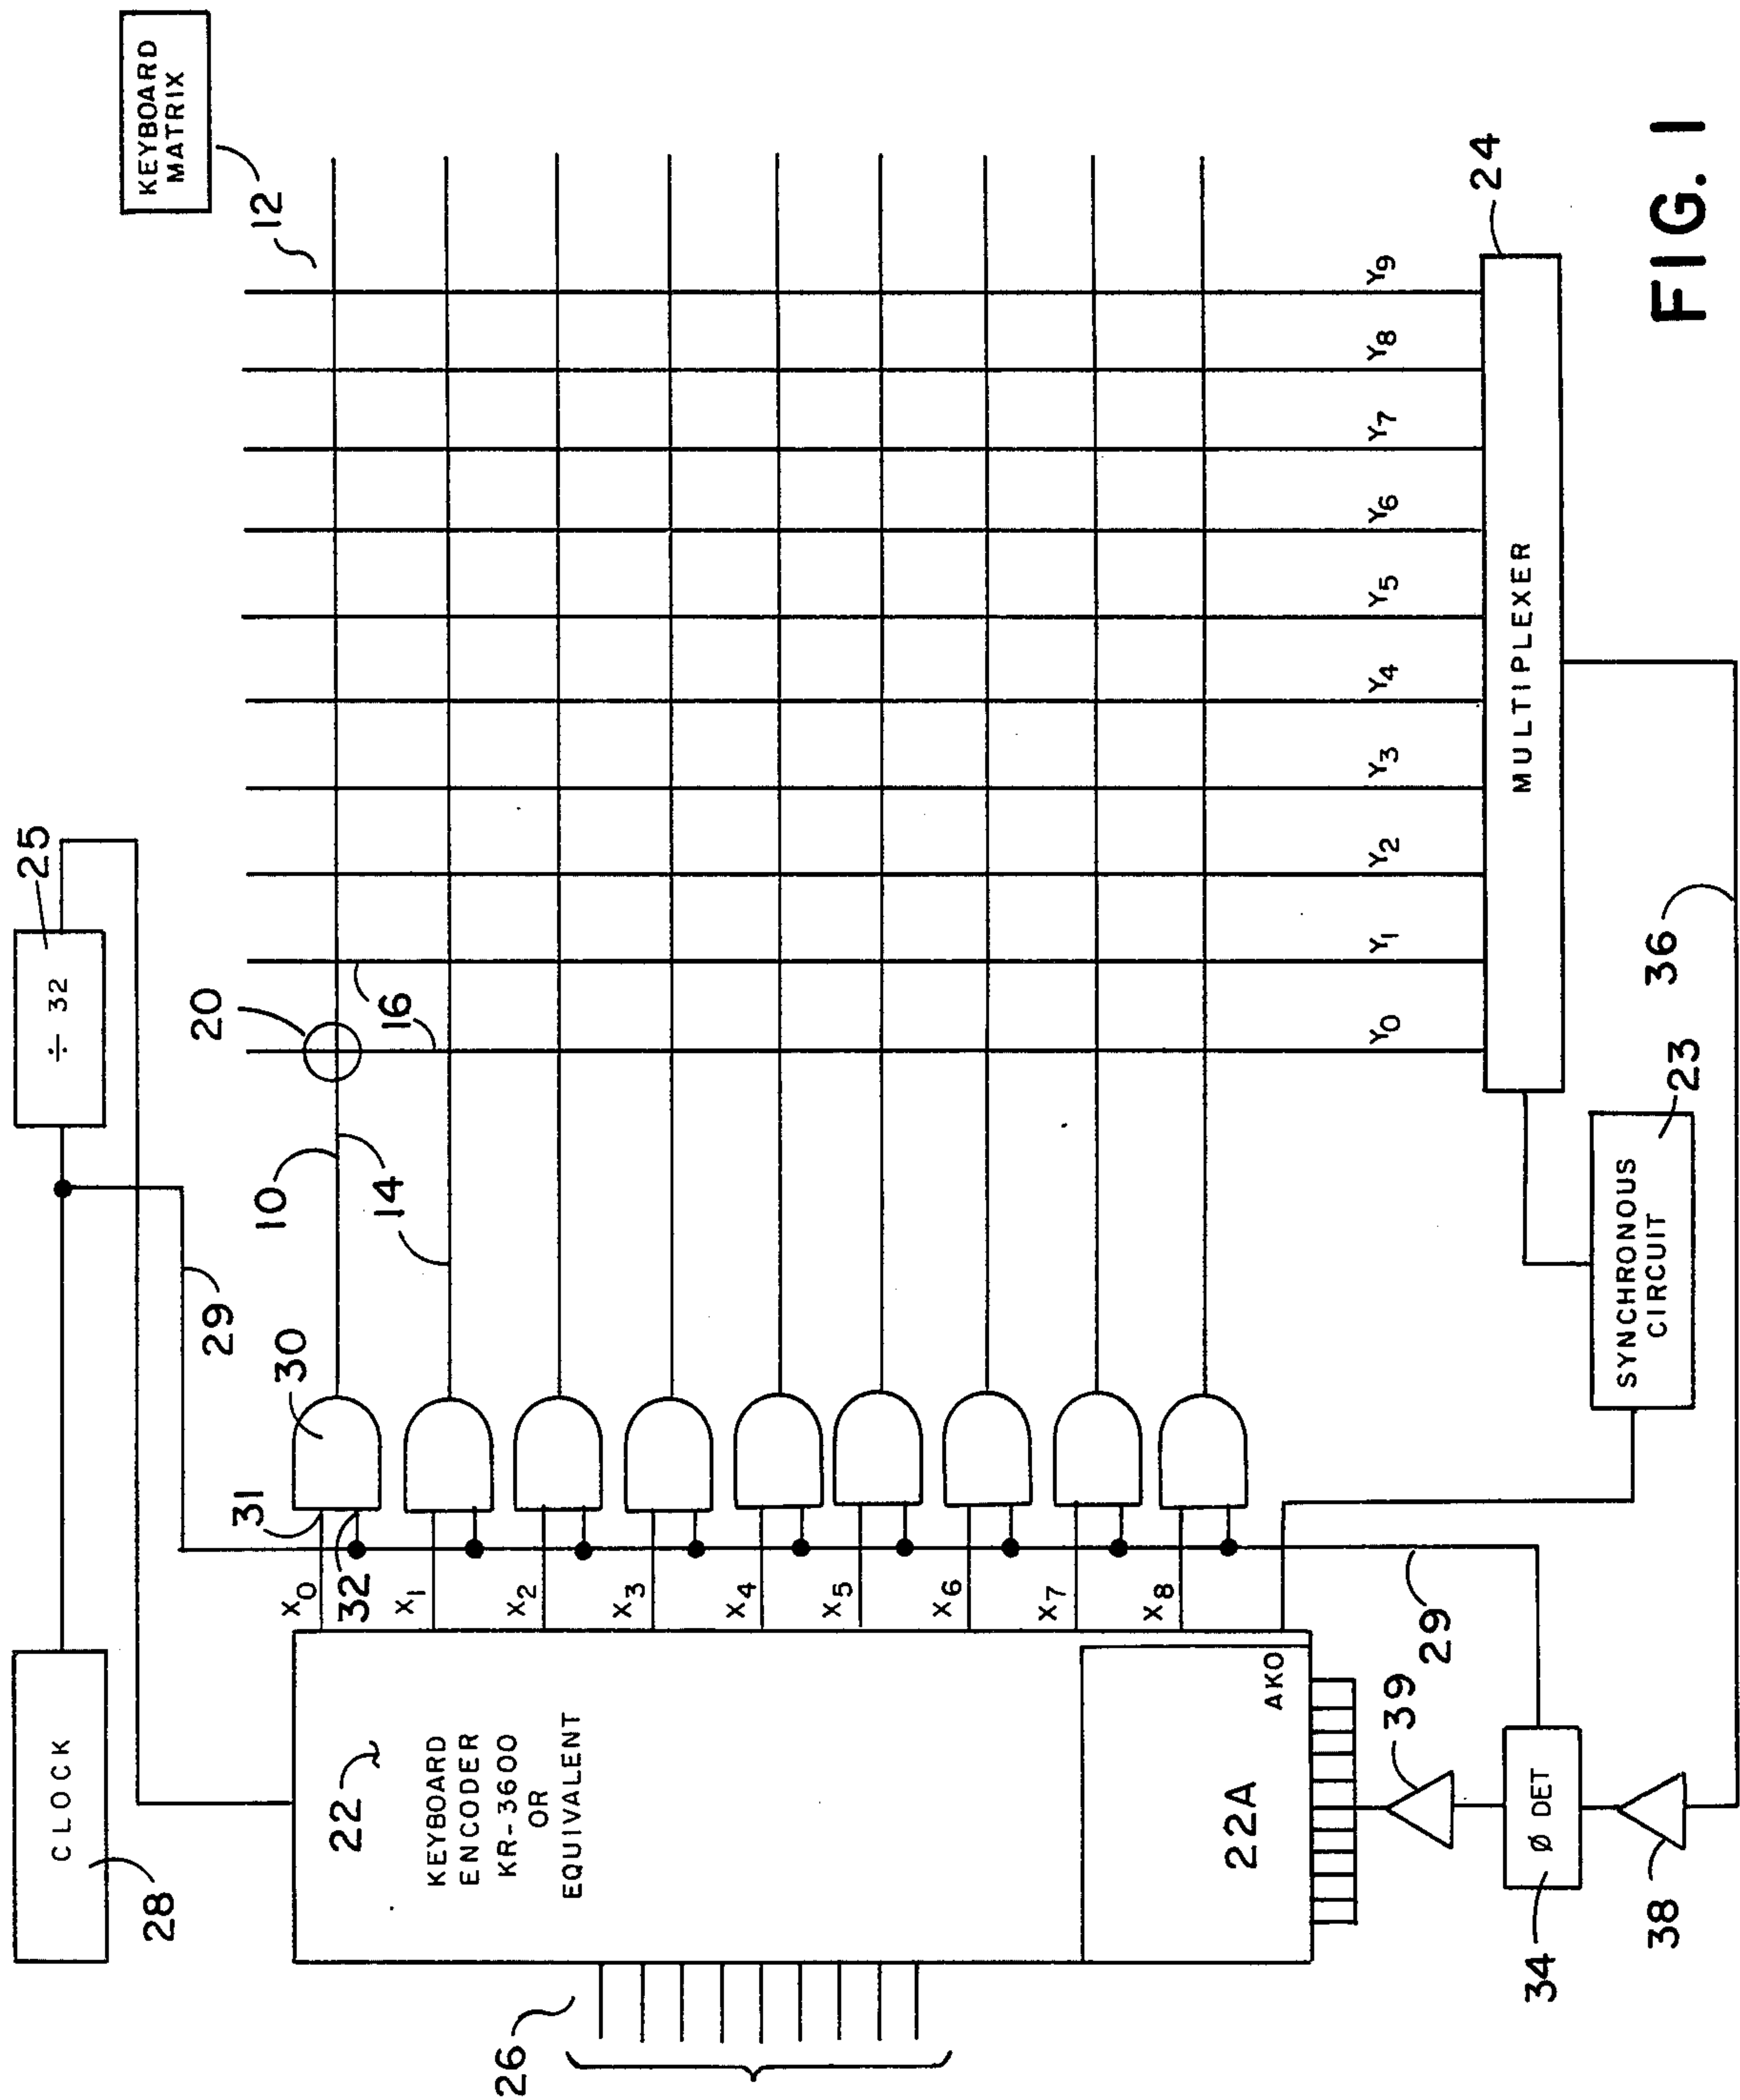 KEYBOARD
MATRIX
12
25
÷ 32
20
16
10
14
29
30
31
32
CLOCK
28
X0
X1
X2
X3
X4
X5
X6
X7
X8
22
KEYBOARD
ENCODER
KR-3600
OR
EQUIVALENT
22A
AKO
26
Y0
Y1
Y2
Y3
Y4
Y5
Y6
Y7
Y8
Y9
MULTIPLEXER
24
SYNCHRONOUS
CIRCUIT
23
36
29
39
Ø DET
34
38
FIG. 1